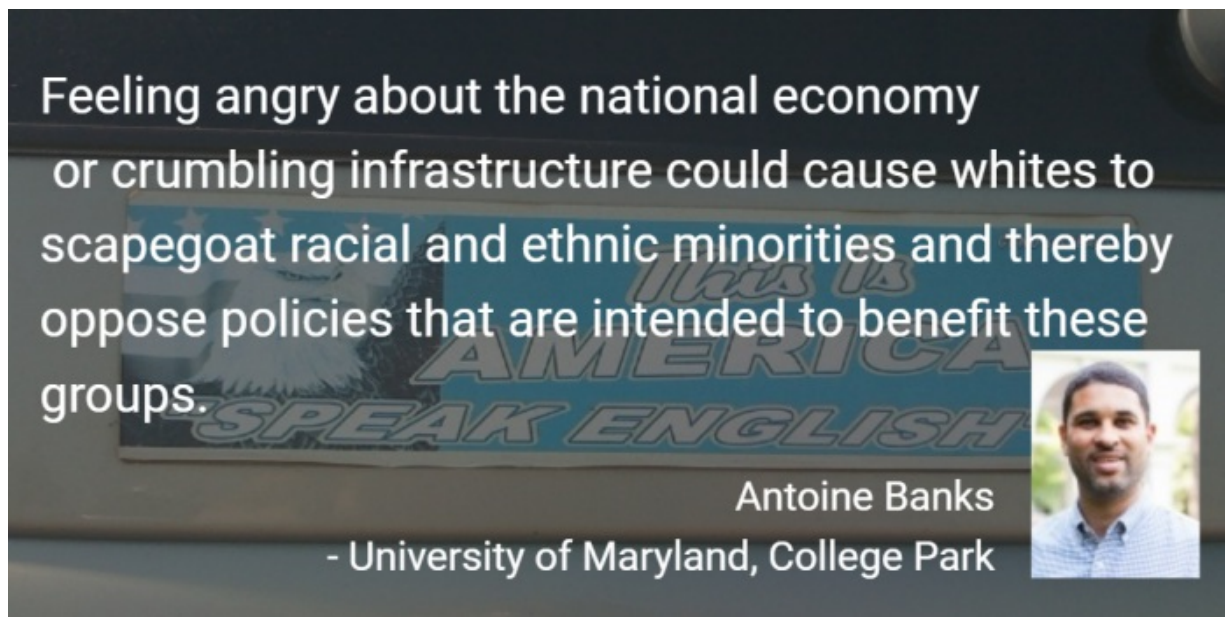 Feeling angry about the national economy
or crumbling infrastructure could cause whites to
scapegoat racial and ethnic minorities and thereby
oppose policies that are intended to benefit these
groups.
This Is
AMERICA
"SPEAK ENGLISH"
Antoine Banks
- University of Maryland, College Park